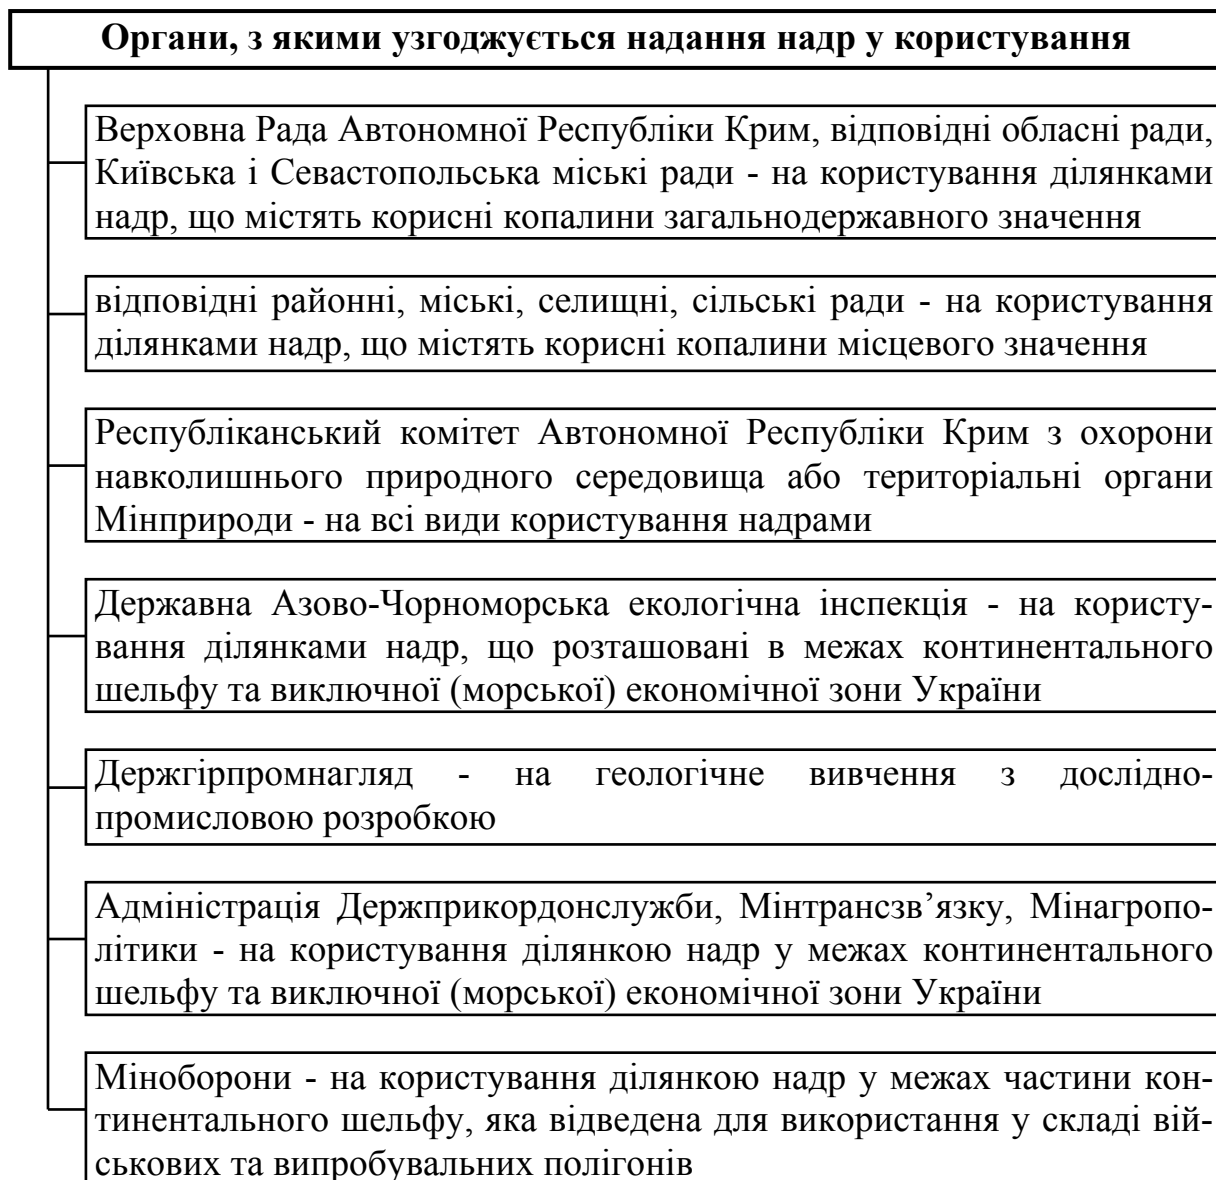 Органи, з якими узгоджується надання надр у користування
Верховна Рада Автономної Республіки Крим, відповідні обласні ради,
Київська і Севастопольська міські ради - на користування ділянками
надр, що містять корисні копалини загальнодержавного значення
відповідні районні, міські, селищні, сільські ради - на користування
ділянками надр, що містять корисні копалини місцевого значення
Республіканський комітет Автономної Республіки Крим з охорони
навколишнього природного середовища або територіальні органи
Мінприроди - на всі види користування надрами
Державна Азово-Чорноморська екологічна інспекція - на користу-
вання ділянками надр, що розташовані в межах континентального
шельфу та виключної (морської) економічної зони України
Держгірпромнагляд - на геологічне вивчення з дослідно-
промисловою розробкою
Адміністрація Держприкордонслужби, Мінтрансзв’язку, Мінагропо-
літики - на користування ділянкою надр у межах континентального
шельфу та виключної (морської) економічної зони України
Міноборони - на користування ділянкою надр у межах частини кон-
тинентального шельфу, яка відведена для використання у складі вій-
ськових та випробувальних полігонів